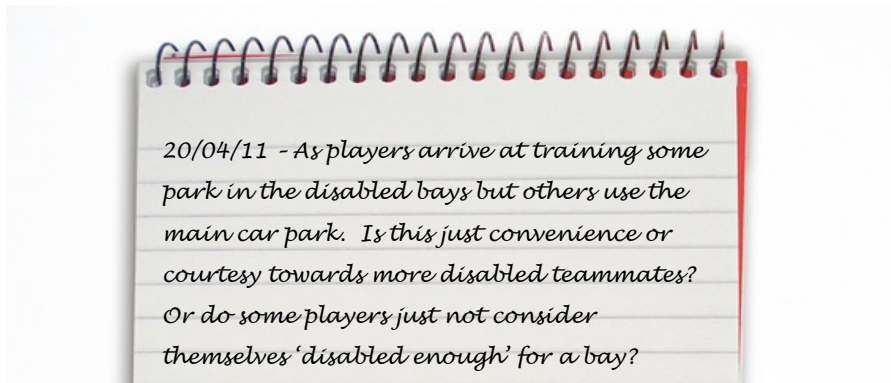 20/04/11 – As players arrive at training some
park in the disabled bays but others use the
main car park.  Is this just convenience or
courtesy towards more disabled teammates?
Or do some players just not consider
themselves ‘disabled enough’ for a bay?